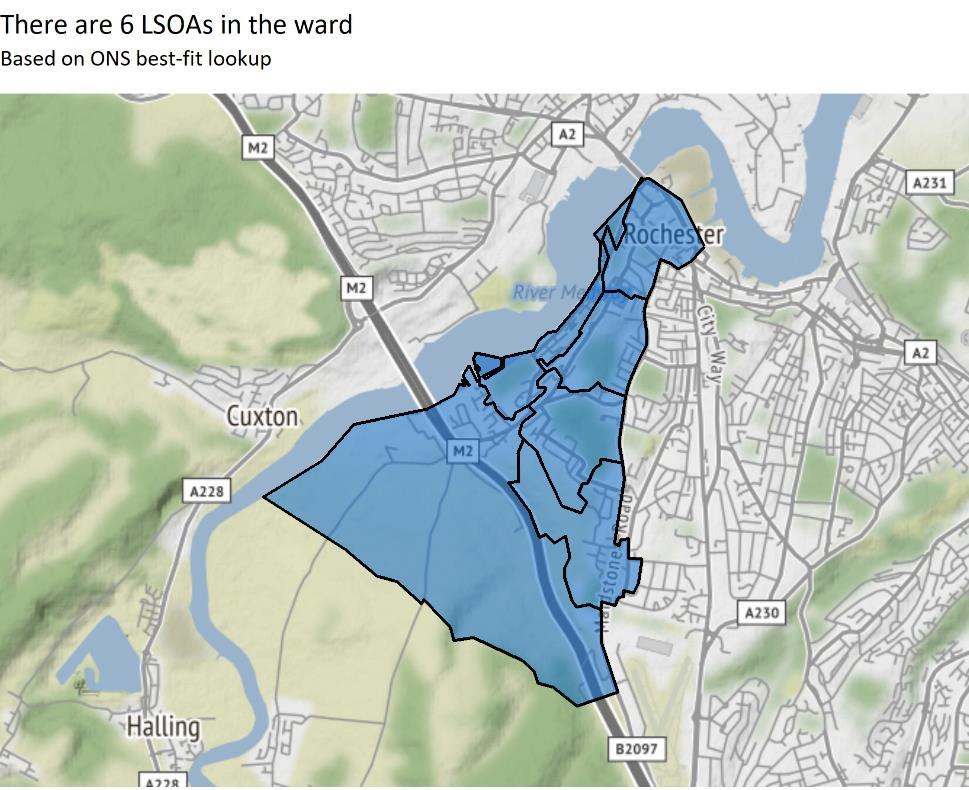 There are 6 LSOAs in the ward
Based on ONS best-fit lookup
A2
M2
A231
Rochester
M2
River Me
City Way
A2
Cuxton
M2
A228
Maidstone Road
A230
Halling
B2097
A228